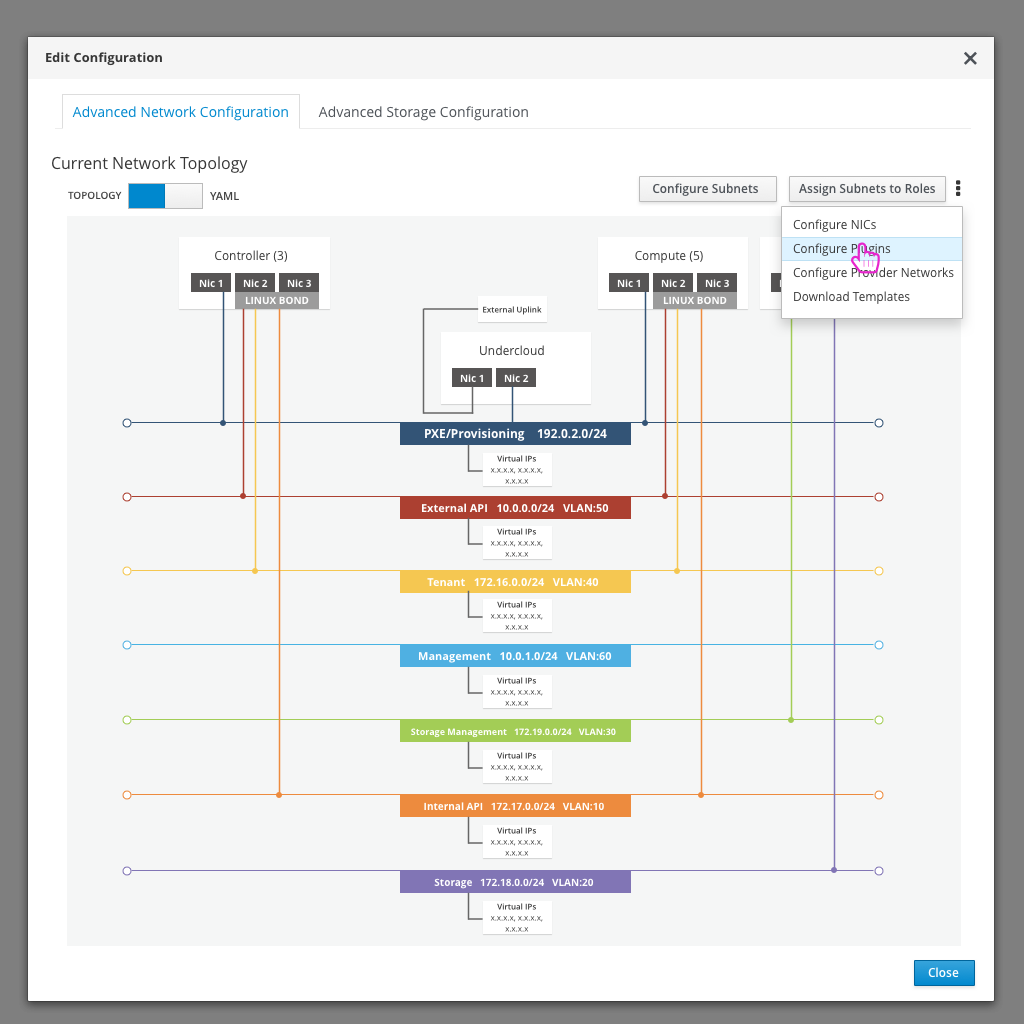 Edit Configuration
Advanced Network Configuration
Advanced Storage Configuration
Current Network Topology
TOPOLOGY
YAML
Configure Subnets
Assign Subnets to Roles
Configure NICs
Configure Plugins
Configure Provider Networks
Download Templates
Controller (3)
Nic 1
Nic 2
Nic 3
LINUX BOND
Compute (5)
Nic 1
Nic 2
Nic 3
LINUX BOND
External Uplink
Undercloud
Nic 1
Nic 2
PXE/Provisioning 192.0.2.0/24
Virtual IPs
x.x.x.x, x.x.x.x,
x.x.x.x
External API 10.0.0.0/24 VLAN:50
Virtual IPs
x.x.x.x, x.x.x.x,
x.x.x.x
Tenant 172.16.0.0/24 VLAN:40
Virtual IPs
x.x.x.x, x.x.x.x,
x.x.x.x
Management 10.0.1.0/24 VLAN:60
Virtual IPs
x.x.x.x, x.x.x.x,
x.x.x.x
Storage Management 172.19.0.0/24 VLAN:30
Virtual IPs
x.x.x.x, x.x.x.x,
x.x.x.x
Internal API 172.17.0.0/24 VLAN:10
Virtual IPs
x.x.x.x, x.x.x.x,
x.x.x.x
Storage 172.18.0.0/24 VLAN:20
Virtual IPs
x.x.x.x, x.x.x.x,
x.x.x.x
Close